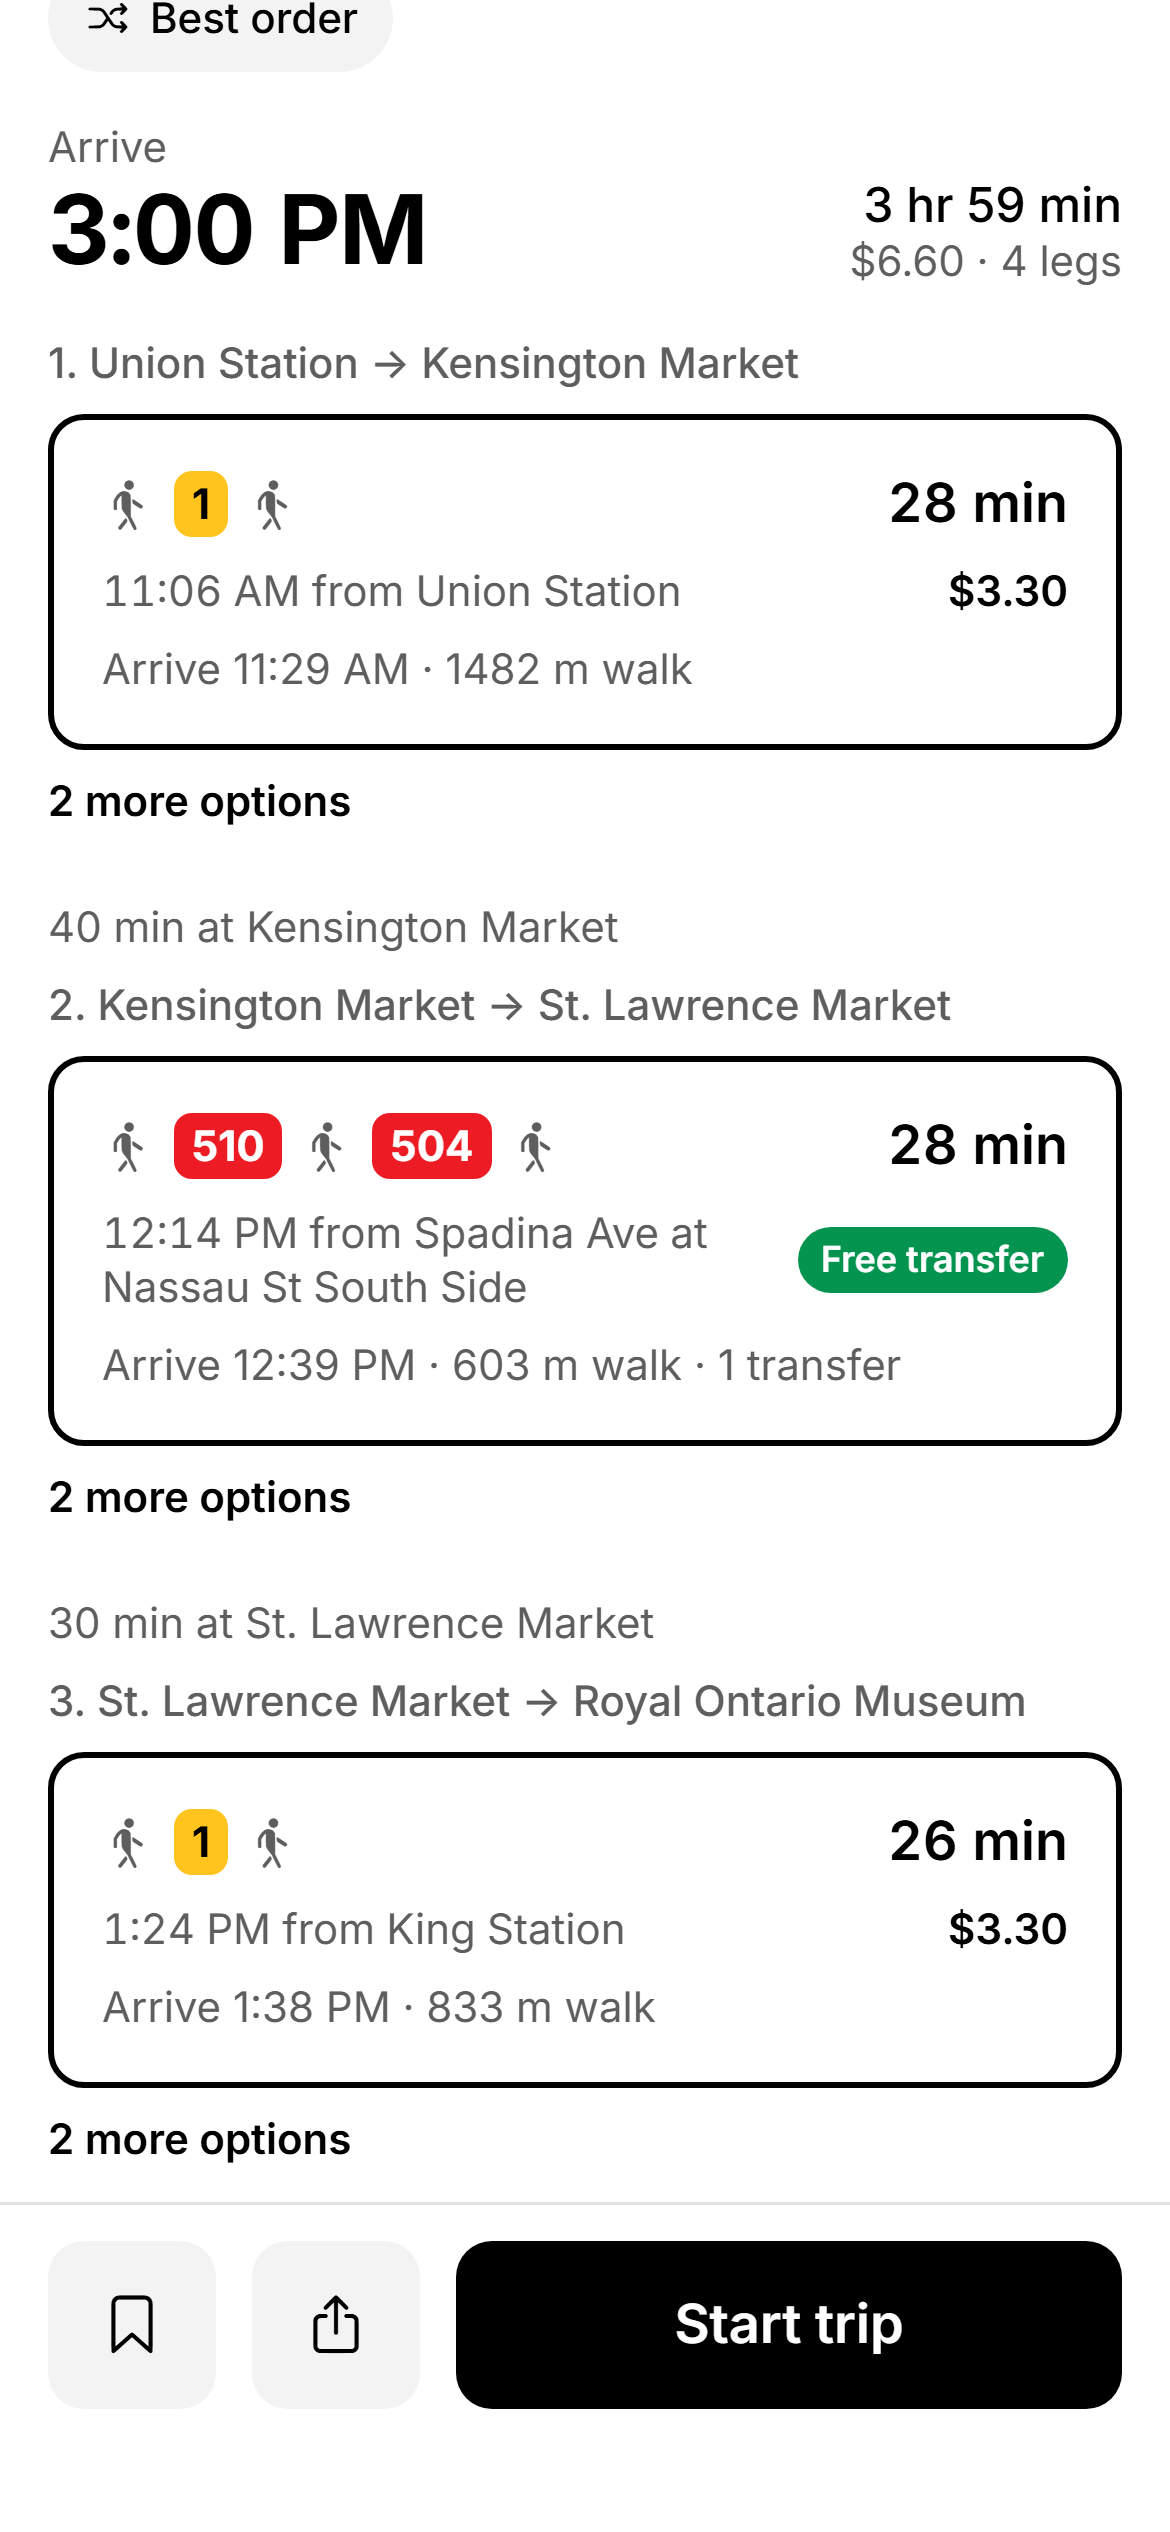 Best order
Arrive
3:00 PM
3 hr 59 min
$6.60 · 4 legs
1. Union Station → Kensington Market
1
28 min
11:06 AM from Union Station
$3.30
Arrive 11:29 AM · 1482 m walk
2 more options
40 min at Kensington Market
2. Kensington Market → St. Lawrence Market
510 504
28 min
12:14 PM from Spadina Ave at
Nassau St South Side
Free transfer
Arrive 12:39 PM · 603 m walk · 1 transfer
2 more options
30 min at St. Lawrence Market
3. St. Lawrence Market → Royal Ontario Museum
1
26 min
1:24 PM from King Station
$3.30
Arrive 1:38 PM · 833 m walk
2 more options
Start trip